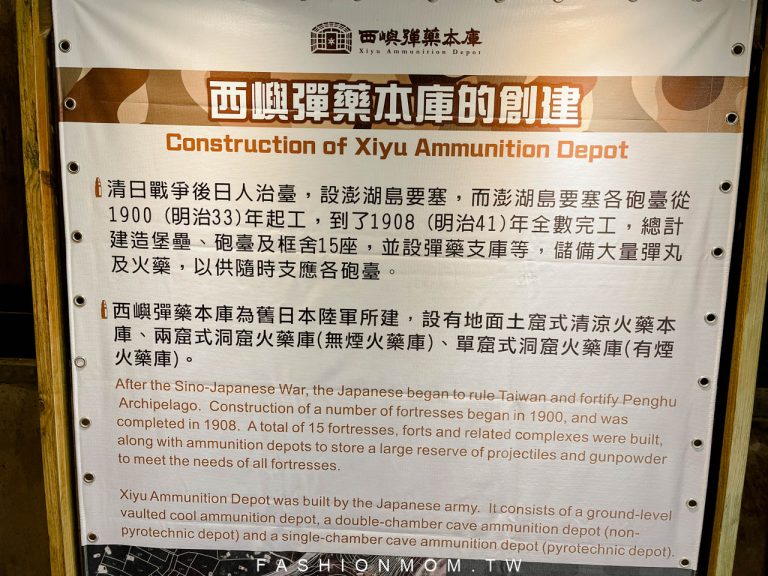 西嶼彈藥本庫
Xiyu Ammunition Depot
西嶼彈藥本庫的創建
Construction of Xiyu Ammunition Depot
清日戰爭後日人治臺，設澎湖島要塞，而澎湖島要塞各砲臺從
1900 (明治33)年起工，到了1908 (明治41)年全數完工，總計
建造堡壘、砲臺及框舍15座，並設彈藥支庫等，儲備大量彈丸
及火藥，以供隨時支應各砲臺。
西嶼彈藥本庫為舊日本陸軍所建，設有地面土窟式清涼火藥本
庫、兩窟式洞窟火藥庫(無煙火藥庫)、單窟式洞窟火藥庫(有煙
火藥庫)。
After the Sino-Japanese War, the Japanese began to rule Taiwan and fortify Penghu
Archipelago. Construction of a number of fortresses began in 1900, and was
completed in 1908. A total of 15 fortresses, forts and related complexes were built,
along with ammunition depots to store a large reserve of projectiles and gunpowder
to meet the needs of all fortresses.
Xiyu Ammunition Depot was built by the Japanese army. It consists of a ground-level
vaulted cool ammunition depot, a double-chamber cave ammunition depot (non-
pyrotechnic depot) and a single-chamber cave ammunition depot (pyrotechnic depot).
FASHIONMOM.TW